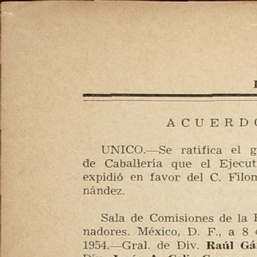 ACUERDO
UNICO.—Se ratifica el g
de Caballería que el Ejecut
expidió en favor del C. Filom
nández.
Sala de Comisiones de la
nadores. México, D. F., a 8
1954.—Gral. de Div. Raúl Gá